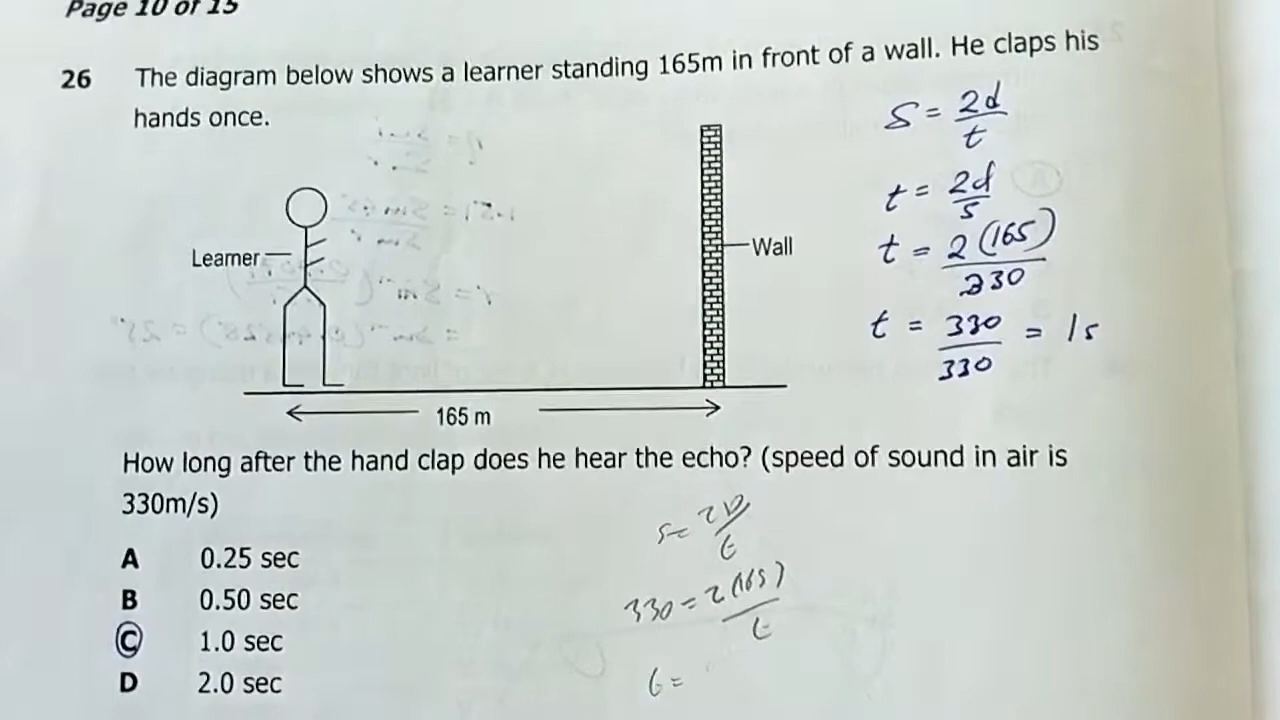 Page 10 of 15
26 The diagram below shows a learner standing 165m in front of a wall. He claps his
hands once.
S = 2d/t
t = 2d/s
t = 2(165)/330
t = 330/330 = 1s
Learner
Wall
165 m
How long after the hand clap does he hear the echo? (speed of sound in air is
330m/s)
A 0.25 sec
B 0.50 sec
C 1.0 sec
D 2.0 sec
s = 2D/t
330 = 2(165)/t
t =